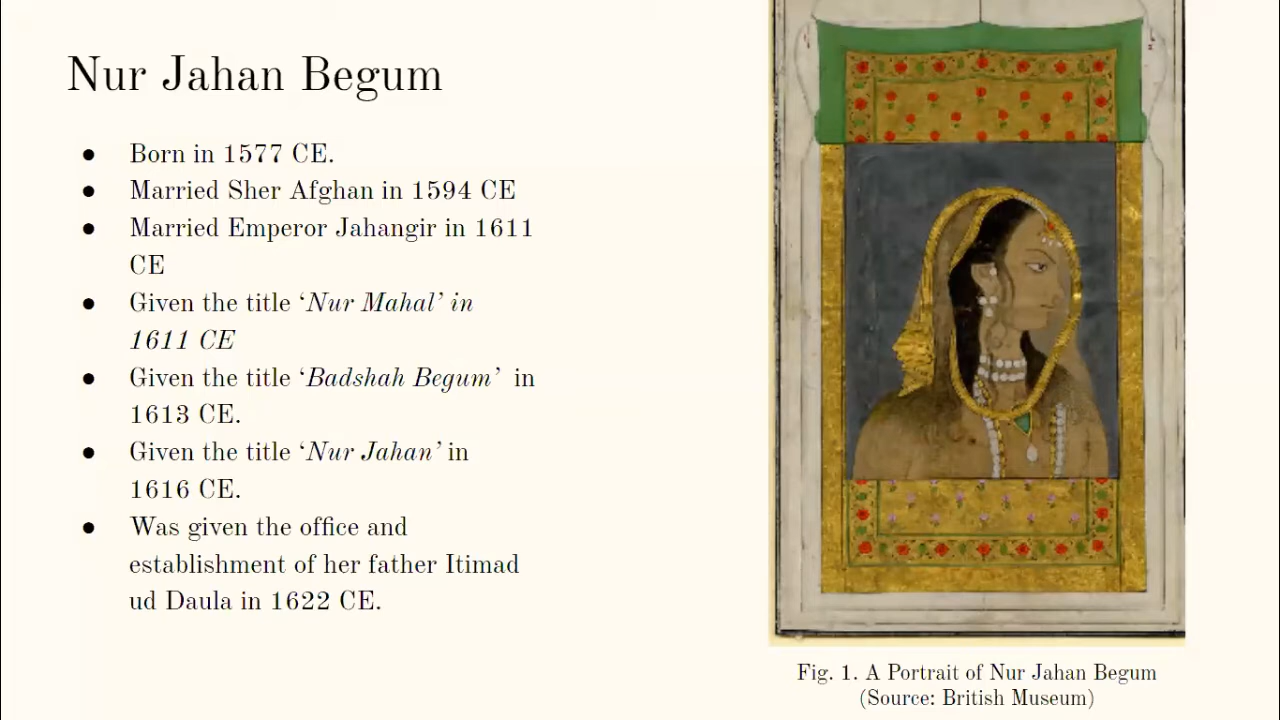 Nur Jahan Begum
● Born in 1577 CE.
● Married Sher Afghan in 1594 CE
● Married Emperor Jahangir in 1611
CE
● Given the title ‘Nur Mahal’ in
1611 CE
● Given the title ‘Badshah Begum’ in
1613 CE.
● Given the title ‘Nur Jahan’ in
1616 CE.
● Was given the office and
establishment of her father Itimad
ud Daula in 1622 CE.
Fig. 1. A Portrait of Nur Jahan Begum
(Source: British Museum)